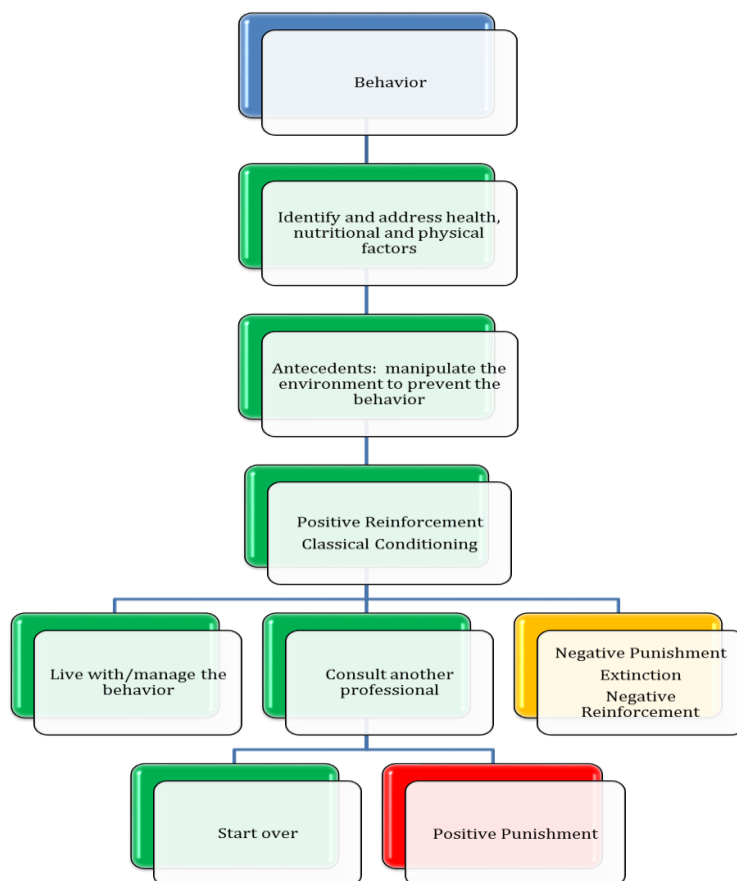 Behavior
Identify and address health,
nutritional and physical
factors
Antecedents: manipulate the
environment to prevent the
behavior
Positive Reinforcement
Classical Conditioning
Live with/manage the
behavior
Consult another
professional
Negative Punishment
Extinction
Negative
Reinforcement
Start over
Positive Punishment